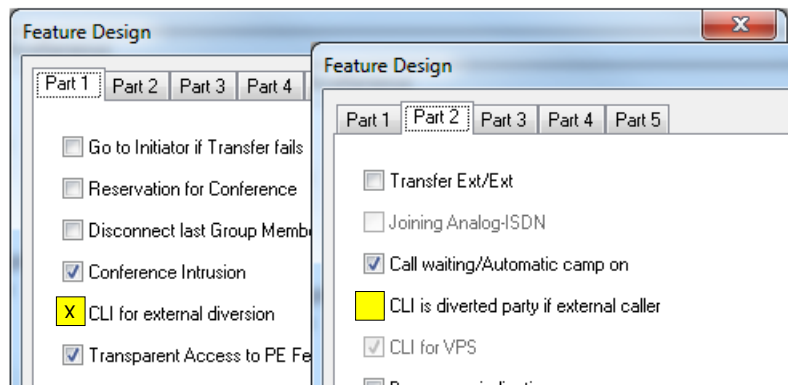 Feature Design
Part 1 Part 2 Part 3 Part 4
Go to Initiator if Transfer fails
Reservation for Conference
Disconnect last Group Memb
Conference Intrusion
X CLI for external diversion
Transparent Access to PE Fe
Feature Design
Part 1 Part 2 Part 3 Part 4 Part 5
Transfer Ext/Ext
Joining Analog-ISDN
Call waiting/Automatic camp on
CLI is diverted party if external caller
CLI for VPS